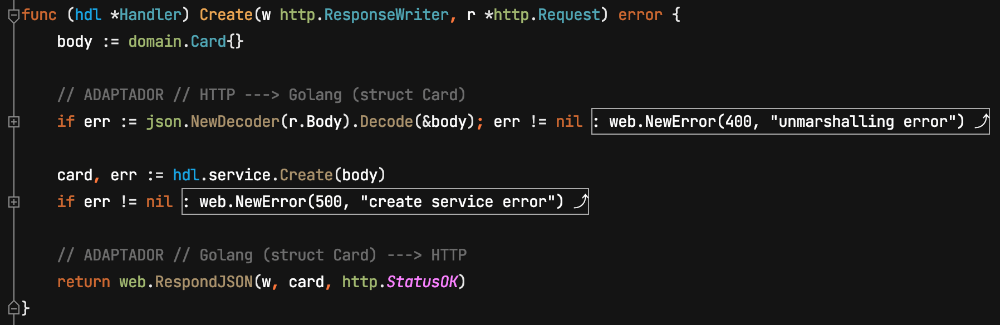 func (hdl *Handler) Create(w http.ResponseWriter, r *http.Request) error {
body := domain.Card{}
// ADAPTADOR // HTTP ---> Golang (struct Card)
if err := json.NewDecoder(r.Body).Decode(&body); err != nil : web.NewError(400, "unmarshalling error") ⤴
card, err := hdl.service.Create(body)
if err != nil : web.NewError(500, "create service error") ⤴
// ADAPTADOR // Golang (struct Card) ---> HTTP
return web.RespondJSON(w, card, http.StatusOK)
}